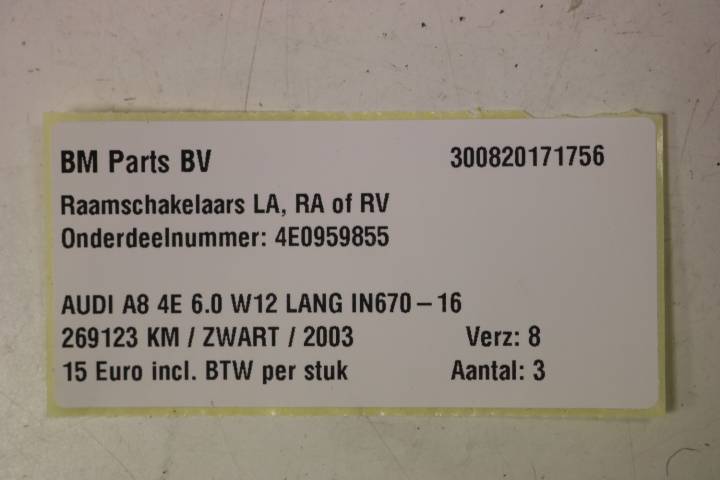 BM Parts BV 300820171756
Raamschakelaars LA, RA of RV
Onderdeelnummer: 4E0959855
AUDI A8 4E 6.0 W12 LANG IN670 – 16
269123 KM / ZWART / 2003 Verz: 8
15 Euro incl. BTW per stuk Aantal: 3